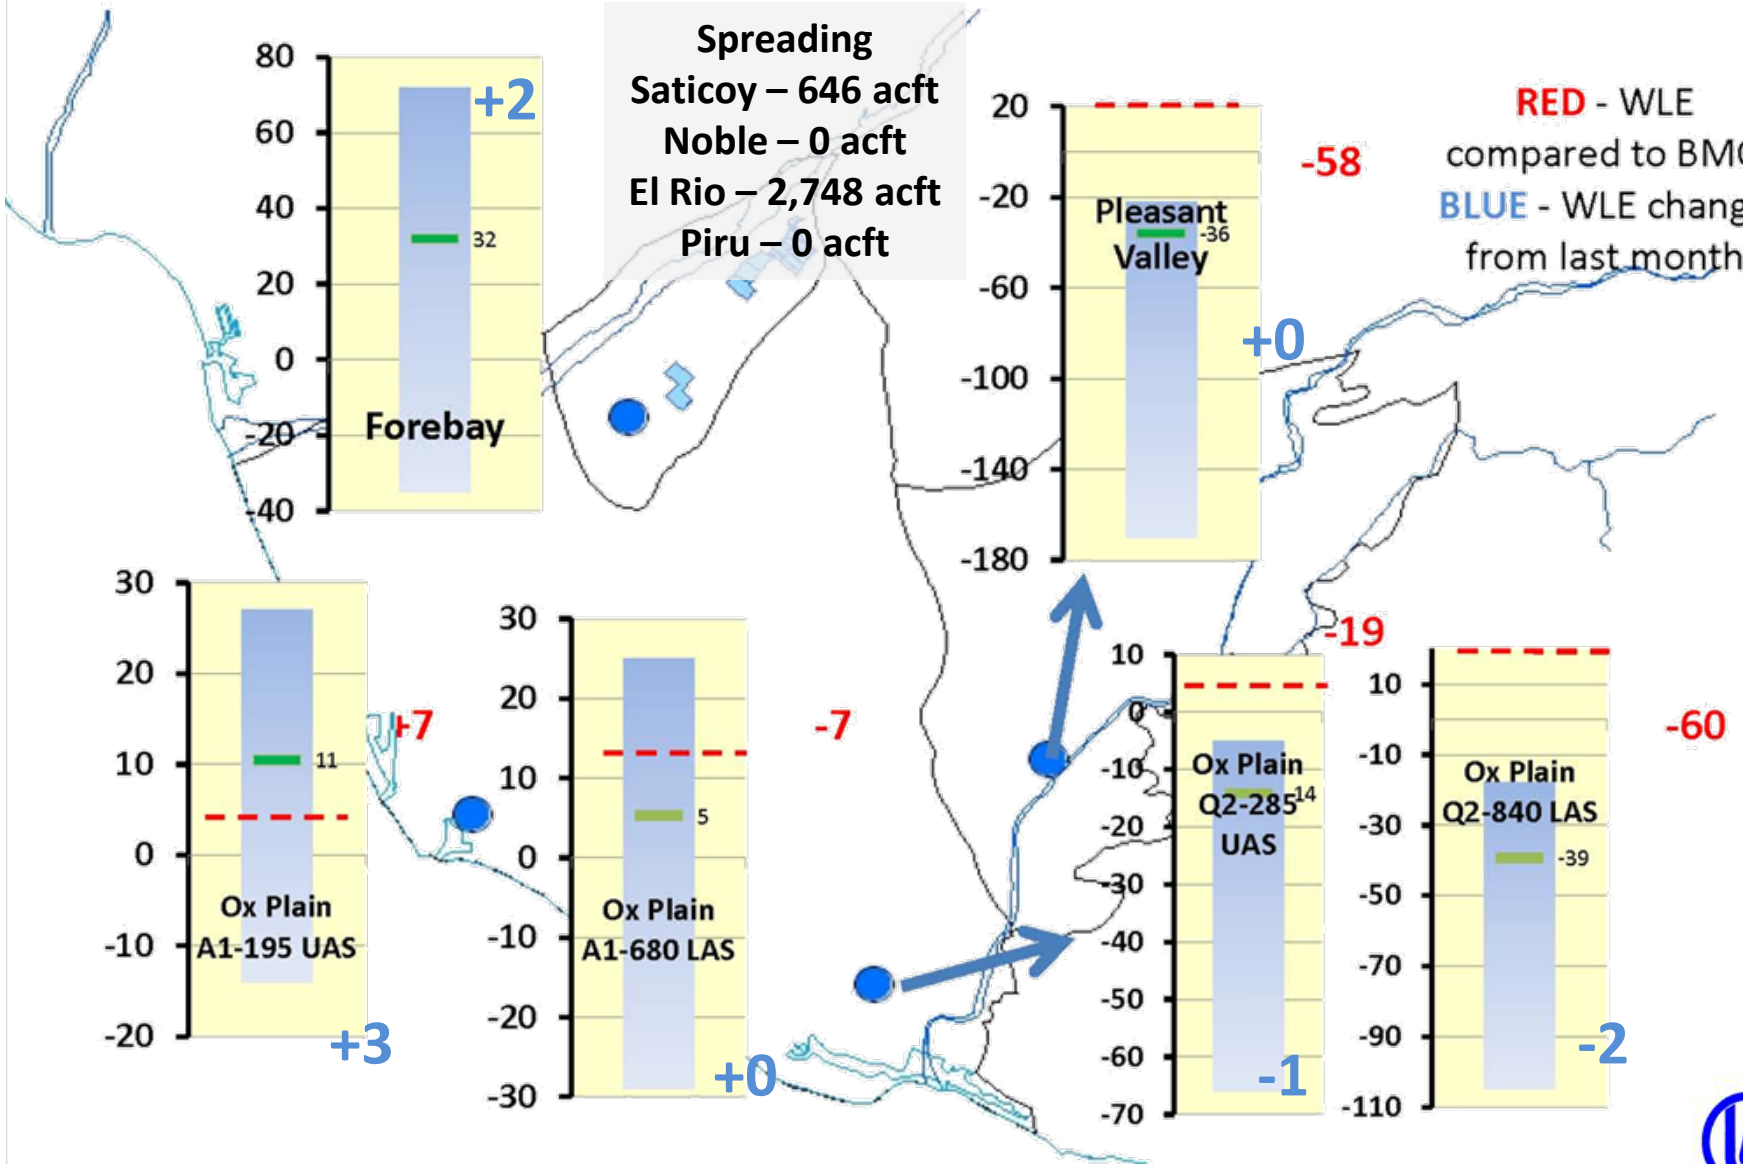 Spreading
Saticoy – 646 acft
Noble – 0 acft
El Rio – 2,748 acft
Piru – 0 acft
RED - WLE
compared to BMO
BLUE - WLE chang
from last month
80
60
40
20
0
-20
-40
+2
32
Forebay
20
-20
-60
-100
-140
-180
-58
Pleasant
Valley
-36
+0
30
20
10
0
-10
-20
+7
11
Ox Plain
A1-195 UAS
+3
30
20
10
0
-10
-20
-30
-7
5
Ox Plain
A1-680 LAS
+0
10
0
-10
-20
-30
-40
-50
-60
-70
-19
Ox Plain
Q2-285
14
UAS
-1
10
-10
-30
-50
-70
-90
-110
-60
Ox Plain
Q2-840 LAS
-39
-2